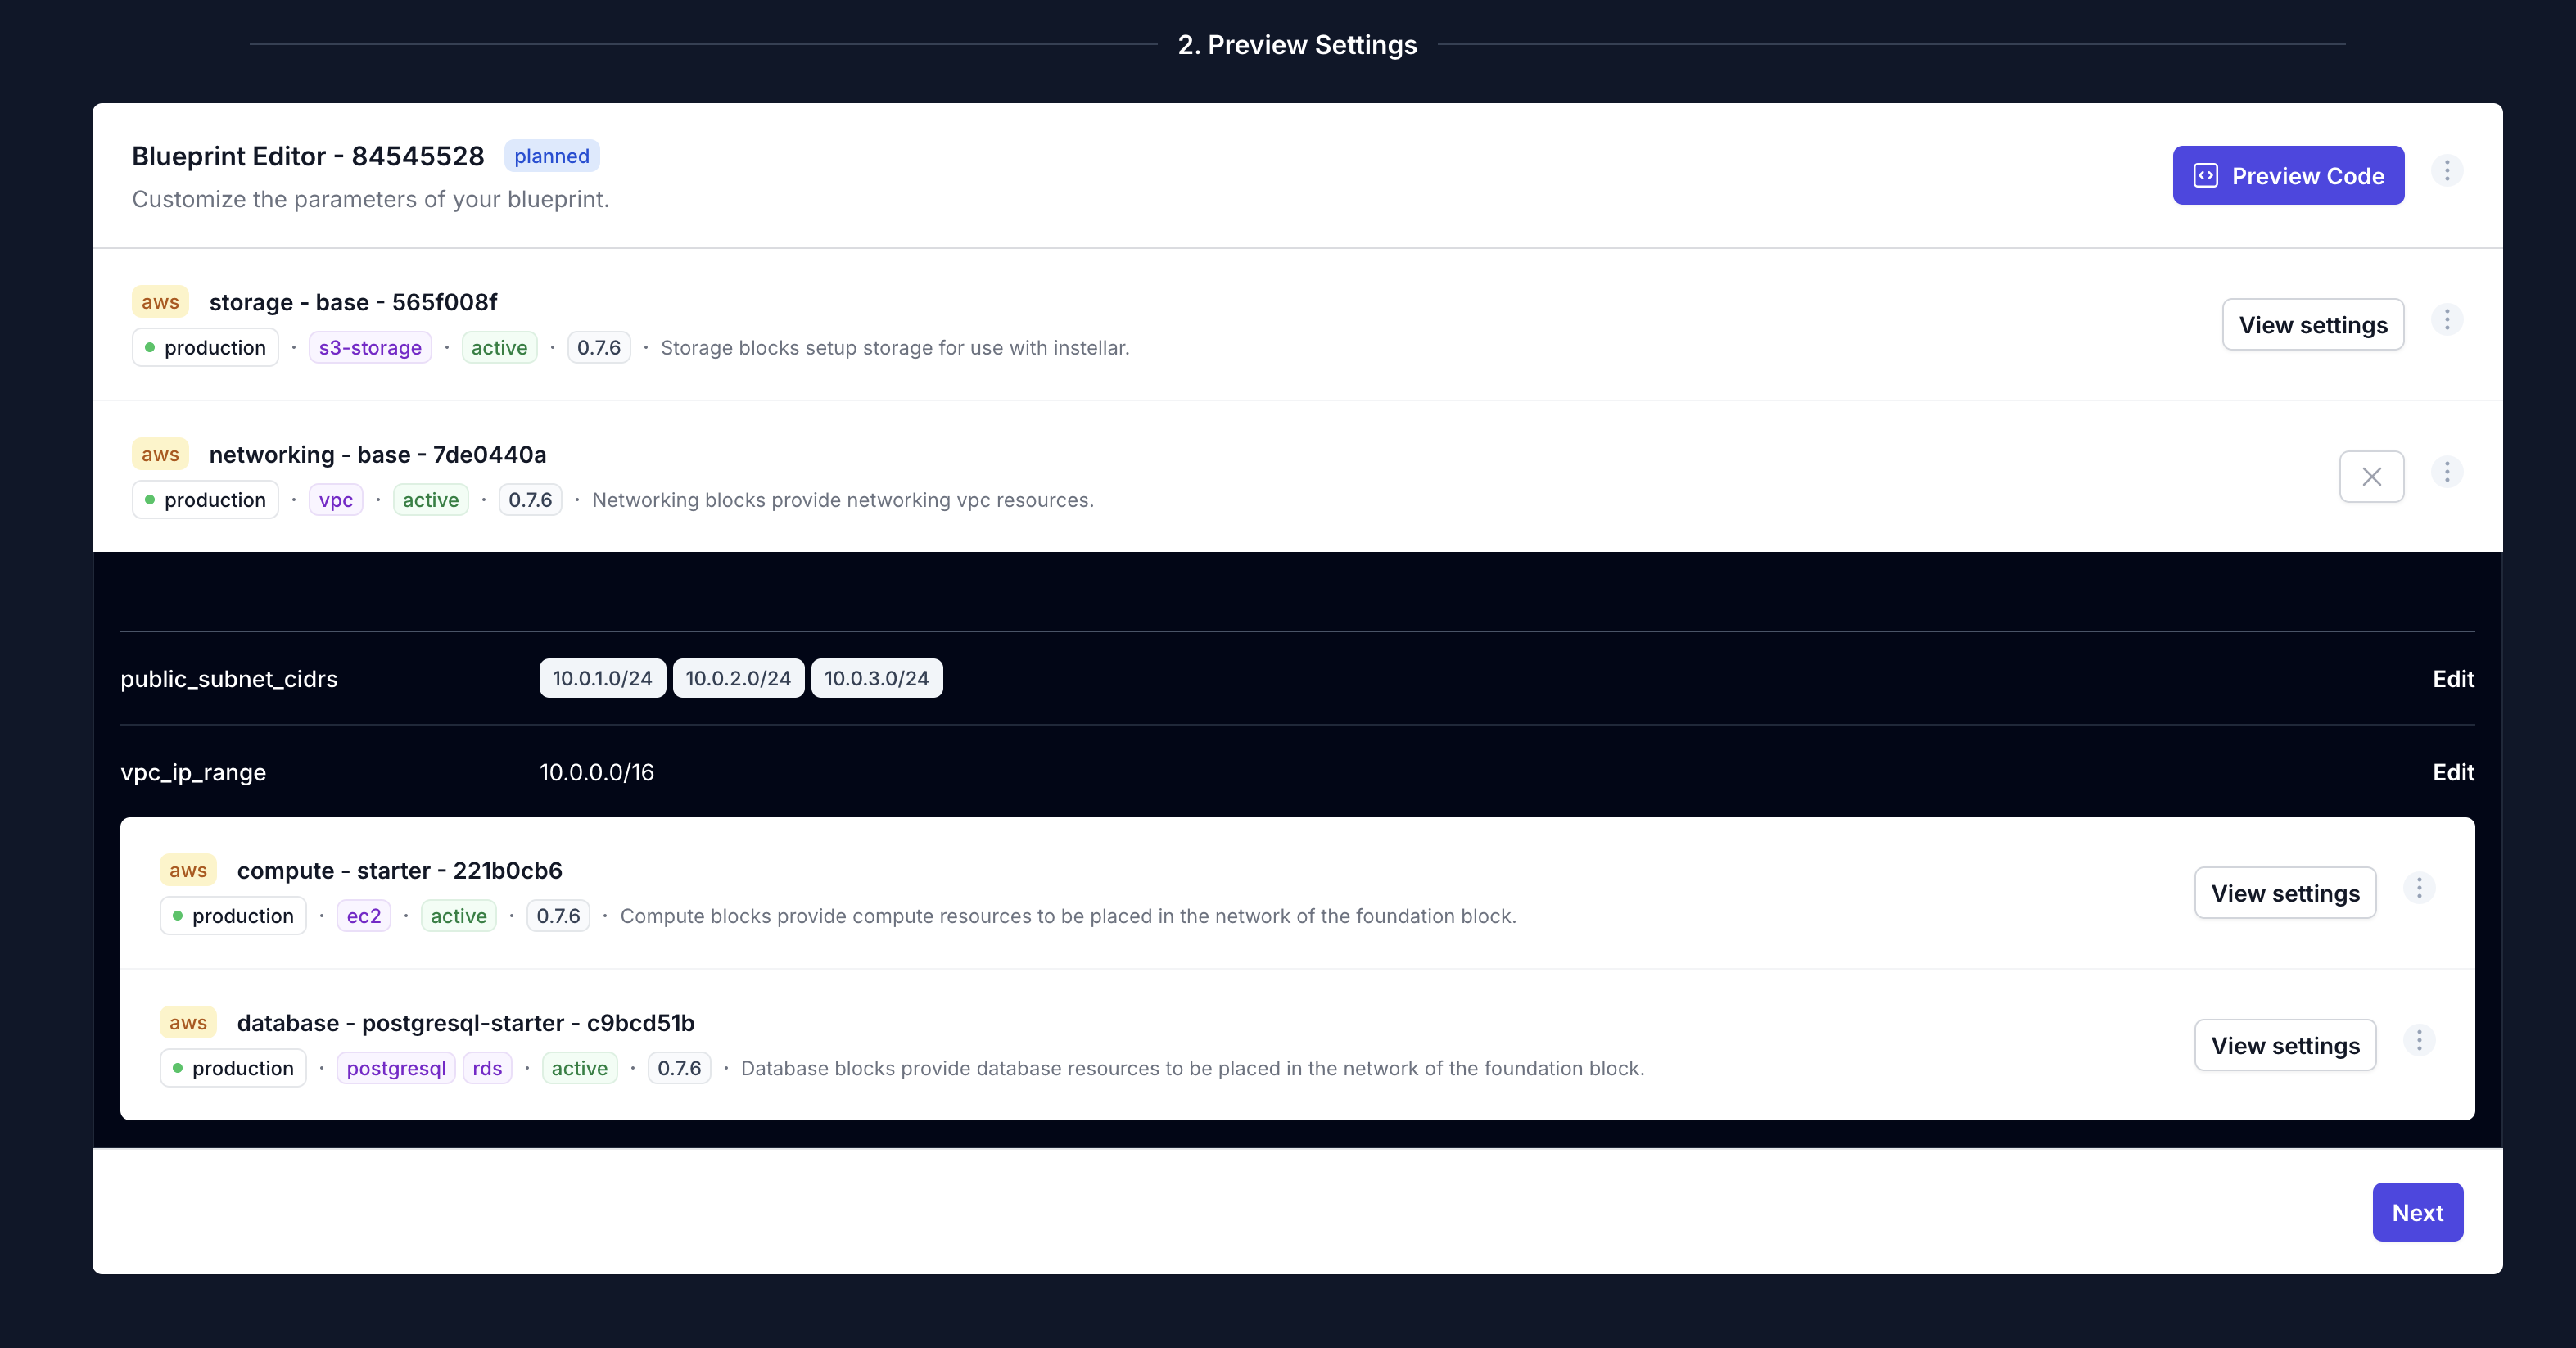 2. Preview Settings
Blueprint Editor - 84545528 planned
Customize the parameters of your blueprint.
Preview Code
aws storage - base - 565f008f
production · s3-storage · active · 0.7.6 · Storage blocks setup storage for use with instellar.
View settings
aws networking - base - 7de0440a
production · vpc · active · 0.7.6 · Networking blocks provide networking vpc resources.
public_subnet_cidrs 10.0.1.0/24 10.0.2.0/24 10.0.3.0/24 Edit
vpc_ip_range 10.0.0.0/16 Edit
aws compute - starter - 221b0cb6
production · ec2 · active · 0.7.6 · Compute blocks provide compute resources to be placed in the network of the foundation block.
View settings
aws database - postgresql-starter - c9bcd51b
production · postgresql rds · active · 0.7.6 · Database blocks provide database resources to be placed in the network of the foundation block.
View settings
Next